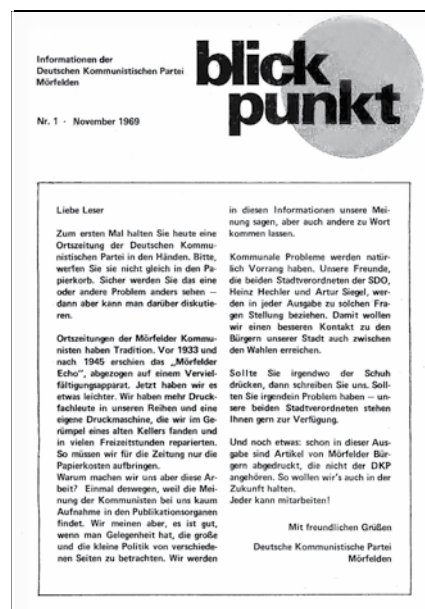 Informationen der
Deutschen Kommunistischen Partei
Mörfelden
Nr. 1 · November 1969
blick
punkt
Liebe Leser
Zum ersten Mal halten Sie heute eine
Ortszeitung der Deutschen Kommu-
nistischen Partei in den Händen. Bitte,
werfen Sie sie nicht gleich in den Pa-
pierkorb. Sicher werden Sie das eine
oder andere Problem anders sehen —
dann aber kann man darüber diskutie-
ren.
Ortszeitungen der Mörfelder Kommu-
nisten haben Tradition. Vor 1933 und
nach 1945 erschien das „Mörfelder
Echo“, abgezogen auf einem Verviel-
fältigungsapparat. Jetzt haben wir es
etwas leichter. Wir haben mehr Druck-
fachleute in unseren Reihen und eine
eigene Druckmaschine, die wir im Ge-
rümpel eines alten Kellers fanden und
in vielen Freizeitstunden reparierten.
So müssen wir für die Zeitung nur die
Papierkosten aufbringen.
Warum machen wir uns aber diese Ar-
beit? Einmal deswegen, weil die Mei-
nung der Kommunisten bei uns kaum
Aufnahme in den Publikationsorganen
findet. Wir meinen aber, es ist gut,
wenn man Gelegenheit hat, die große
und die kleine Politik von verschiede-
nen Seiten zu betrachten. Wir werden
in diesen Informationen unsere Mei-
nung sagen, aber auch andere zu Wort
kommen lassen.
Kommunale Probleme werden natür-
lich Vorrang haben. Unsere Freunde,
die beiden Stadtverordneten der SDO,
Heinz Hechler und Artur Siegel, wer-
den in jeder Ausgabe zu solchen Fra-
gen Stellung beziehen. Damit wollen
wir einen besseren Kontakt zu den
Bürgern unserer Stadt auch zwischen
den Wahlen erreichen.
Sollte Sie irgendwo der Schuh
drücken, dann schreiben Sie uns. Soll-
ten Sie irgendein Problem haben — un-
sere beiden Stadtverordneten stehen
Ihnen gern zur Verfügung.
Und noch etwas: schon in dieser Aus-
gabe sind Artikel von Mörfelder Bür-
gern abgedruckt, die nicht der DKP
angehören. So wollen wir's auch in der
Zukunft halten.
Jeder kann mitarbeiten!
Mit freundlichen Grüßen
Deutsche Kommunistische Partei
Mörfelden